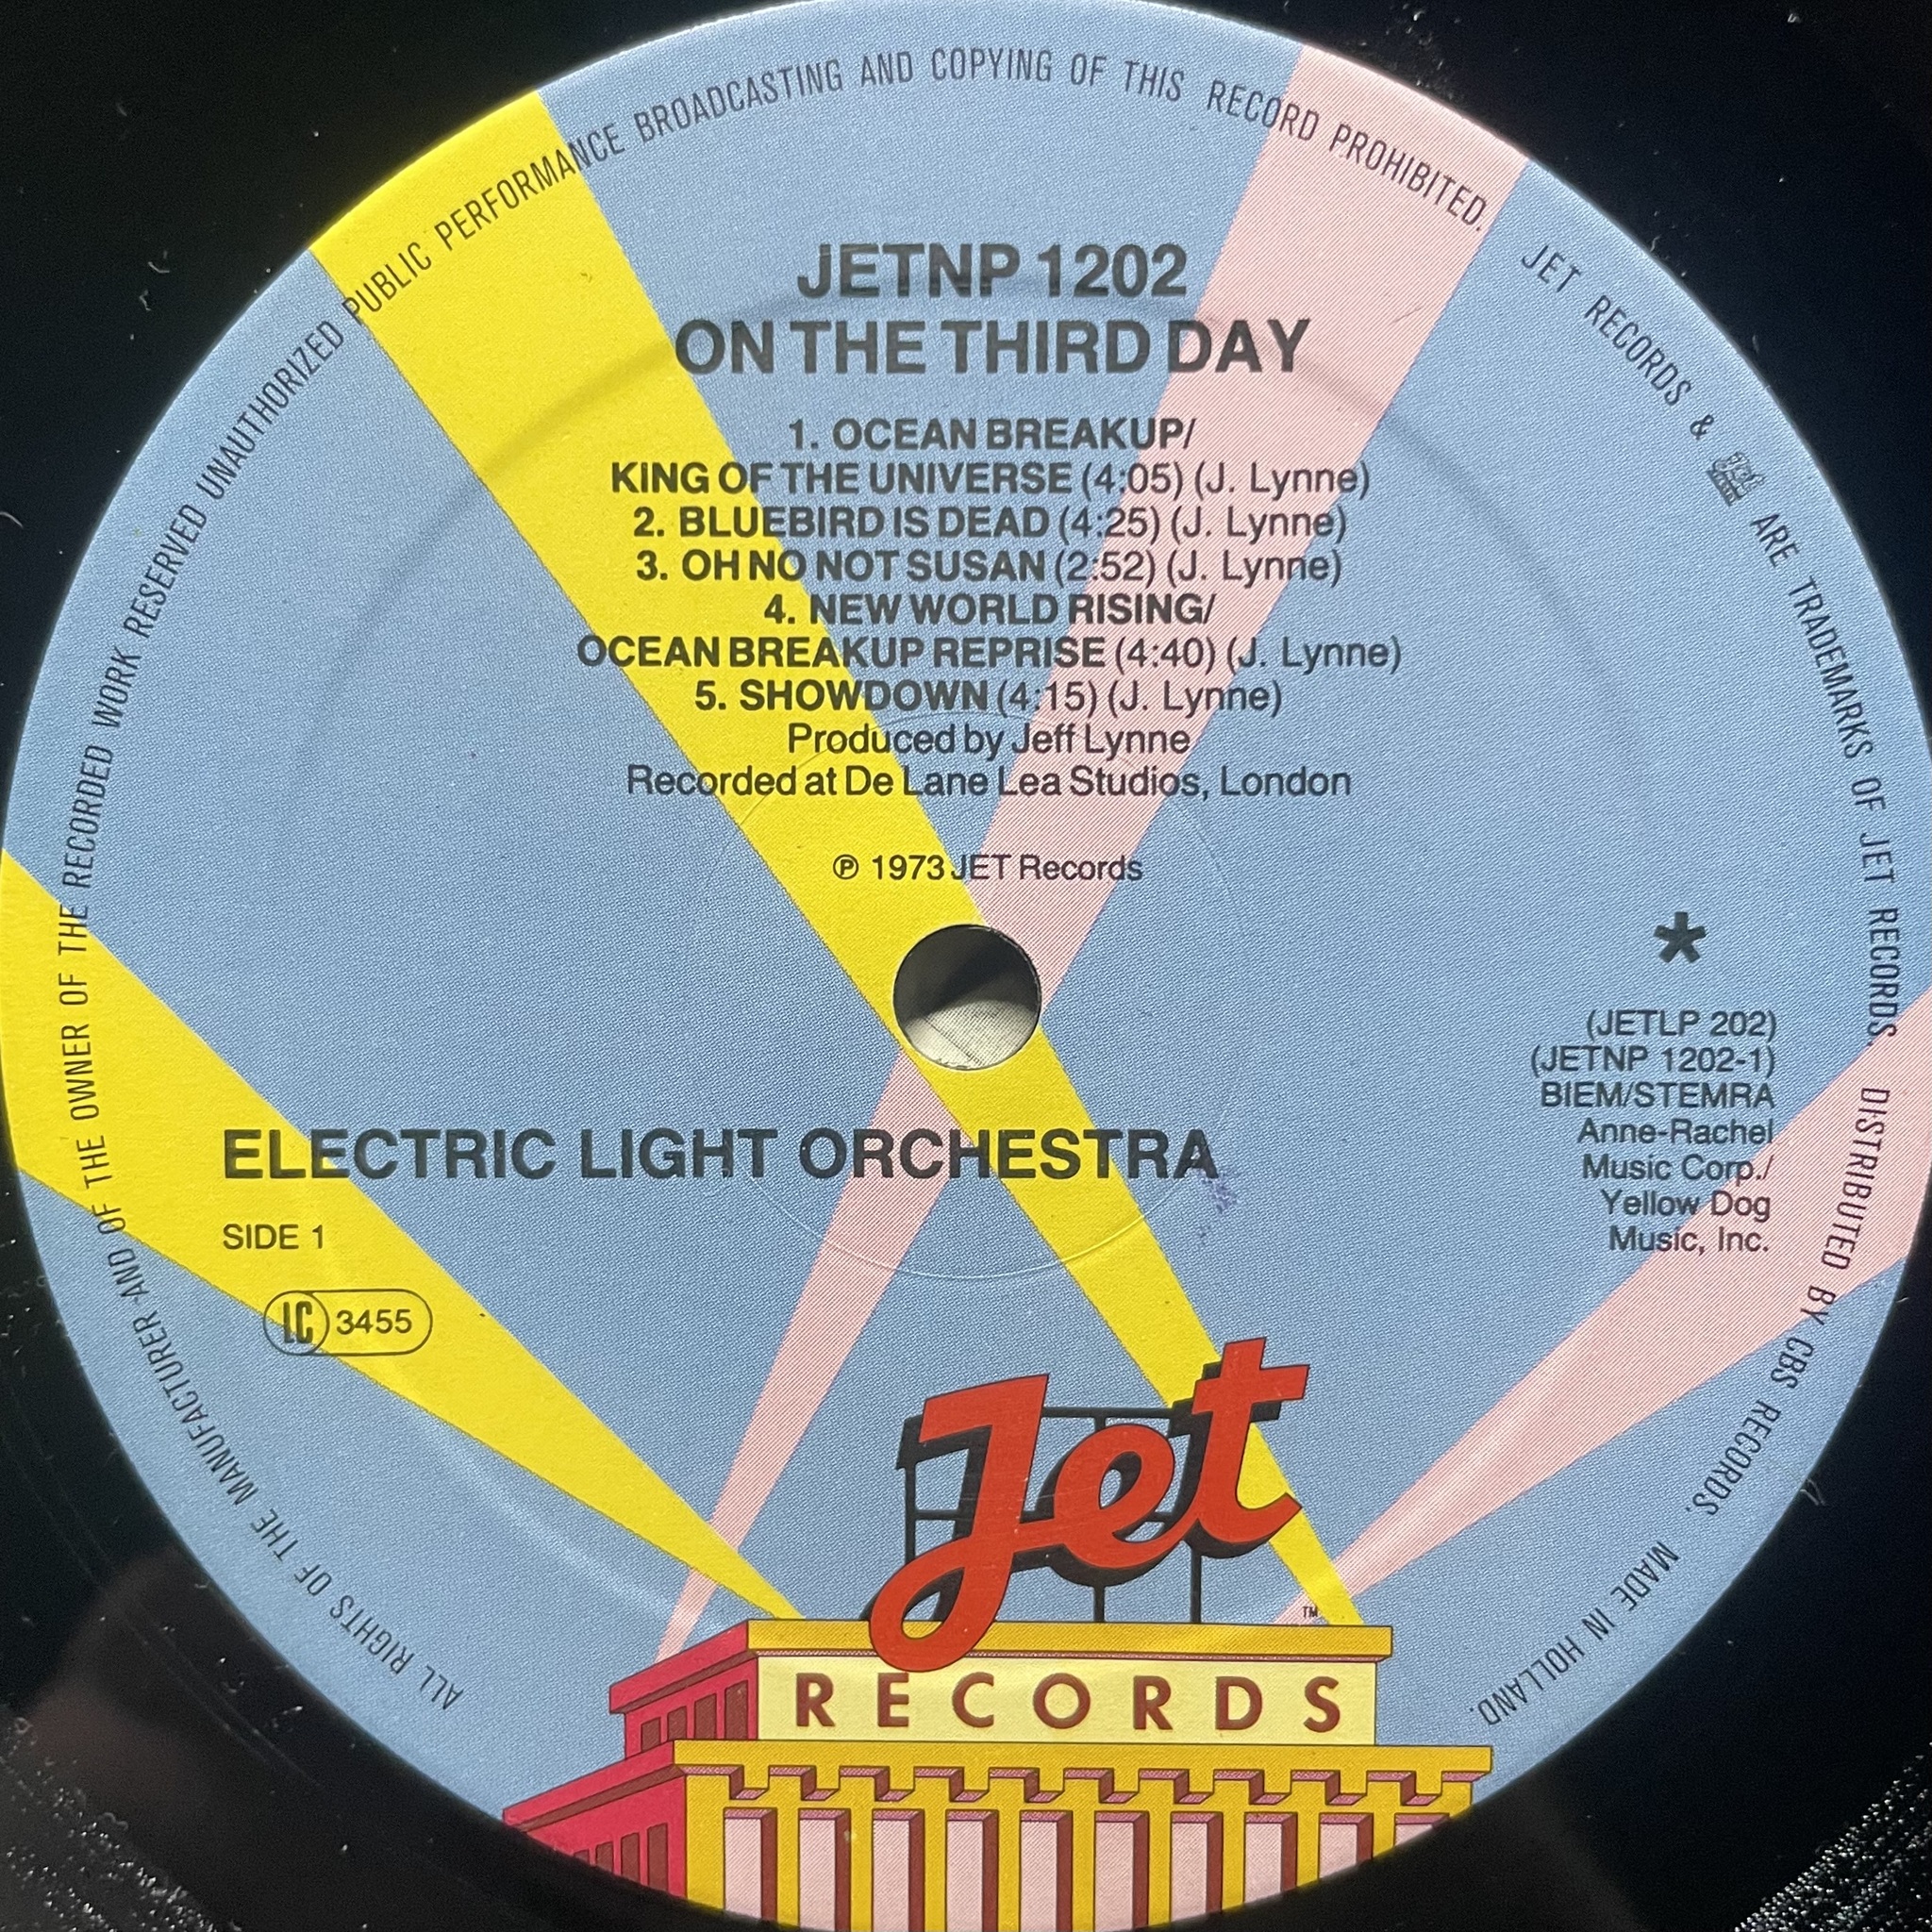 ALL RIGHTS OF THE MANUFACTURER AND OF THE OWNER OF THE RECORDED WORK RESERVED UNAUTHORIZED PUBLIC PERFORMANCE BROADCASTING AND COPYING OF THIS RECORD PROHIBITED. JET RECORDS & Jet ARE TRADEMARKS OF JET RECORDS. DISTRIBUTED BY CBS RECORDS. MADE IN HOLLAND.
JETNP 1202
ON THE THIRD DAY
1. OCEAN BREAKUP/
KING OF THE UNIVERSE (4:05) (J. Lynne)
2. BLUEBIRD IS DEAD (4:25) (J. Lynne)
3. OH NO NOT SUSAN (2:52) (J. Lynne)
4. NEW WORLD RISING/
OCEAN BREAKUP REPRISE (4:40) (J. Lynne)
5. SHOWDOWN (4:15) (J. Lynne)
Produced by Jeff Lynne
Recorded at De Lane Lea Studios, London
℗ 1973 JET Records
*
(JETLP 202)
(JETNP 1202-1)
BIEM/STEMRA
Anne-Rachel
Music Corp./
Yellow Dog
Music, Inc.
ELECTRIC LIGHT ORCHESTRA
SIDE 1
LC 3455
Jet
TM
RECORDS